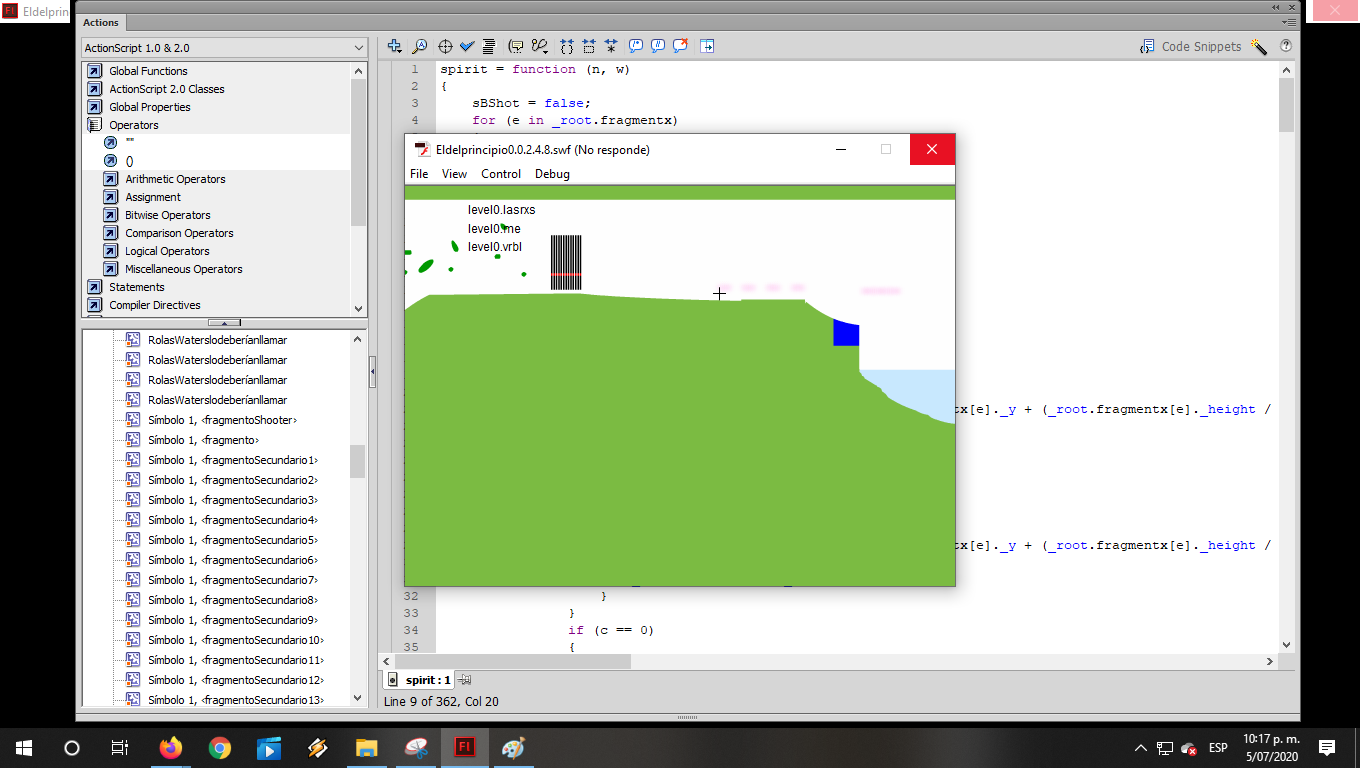 Eldelprin
Actions
ActionScript 1.0 & 2.0
Global Functions
ActionScript 2.0 Classes
Global Properties
Operators
""
()
Arithmetic Operators
Assignment
Bitwise Operators
Comparison Operators
Logical Operators
Miscellaneous Operators
Statements
Compiler Directives
RolasWaterslodeberíanllamar
RolasWaterslodeberíanllamar
RolasWaterslodeberíanllamar
RolasWaterslodeberíanllamar
Símbolo 1, <fragmentoShooter>
Símbolo 1, <fragmento>
Símbolo 1, <fragmentoSecundario1>
Símbolo 1, <fragmentoSecundario2>
Símbolo 1, <fragmentoSecundario3>
Símbolo 1, <fragmentoSecundario4>
Símbolo 1, <fragmentoSecundario5>
Símbolo 1, <fragmentoSecundario6>
Símbolo 1, <fragmentoSecundario7>
Símbolo 1, <fragmentoSecundario8>
Símbolo 1, <fragmentoSecundario9>
Símbolo 1, <fragmentoSecundario10>
Símbolo 1, <fragmentoSecundario11>
Símbolo 1, <fragmentoSecundario12>
Símbolo 1, <fragmentoSecundario13>
Code Snippets
1 spirit = function (n, w)
2 {
3 sBShot = false;
4 for (e in _root.fragmentx)
Eldelprincipio0.0.2.4.8.swf (No responde)
File View Control Debug
level0.lasrxs
level0.me
level0.vrbl
tx[e]._y + (_root.fragmentx[e]._height /
tx[e]._y + (_root.fragmentx[e]._height /
32 }
33 }
34 if (c == 0)
35 {
spirit : 1
Line 9 of 362, Col 20
Fl
ESP
10:17 p. m.
5/07/2020